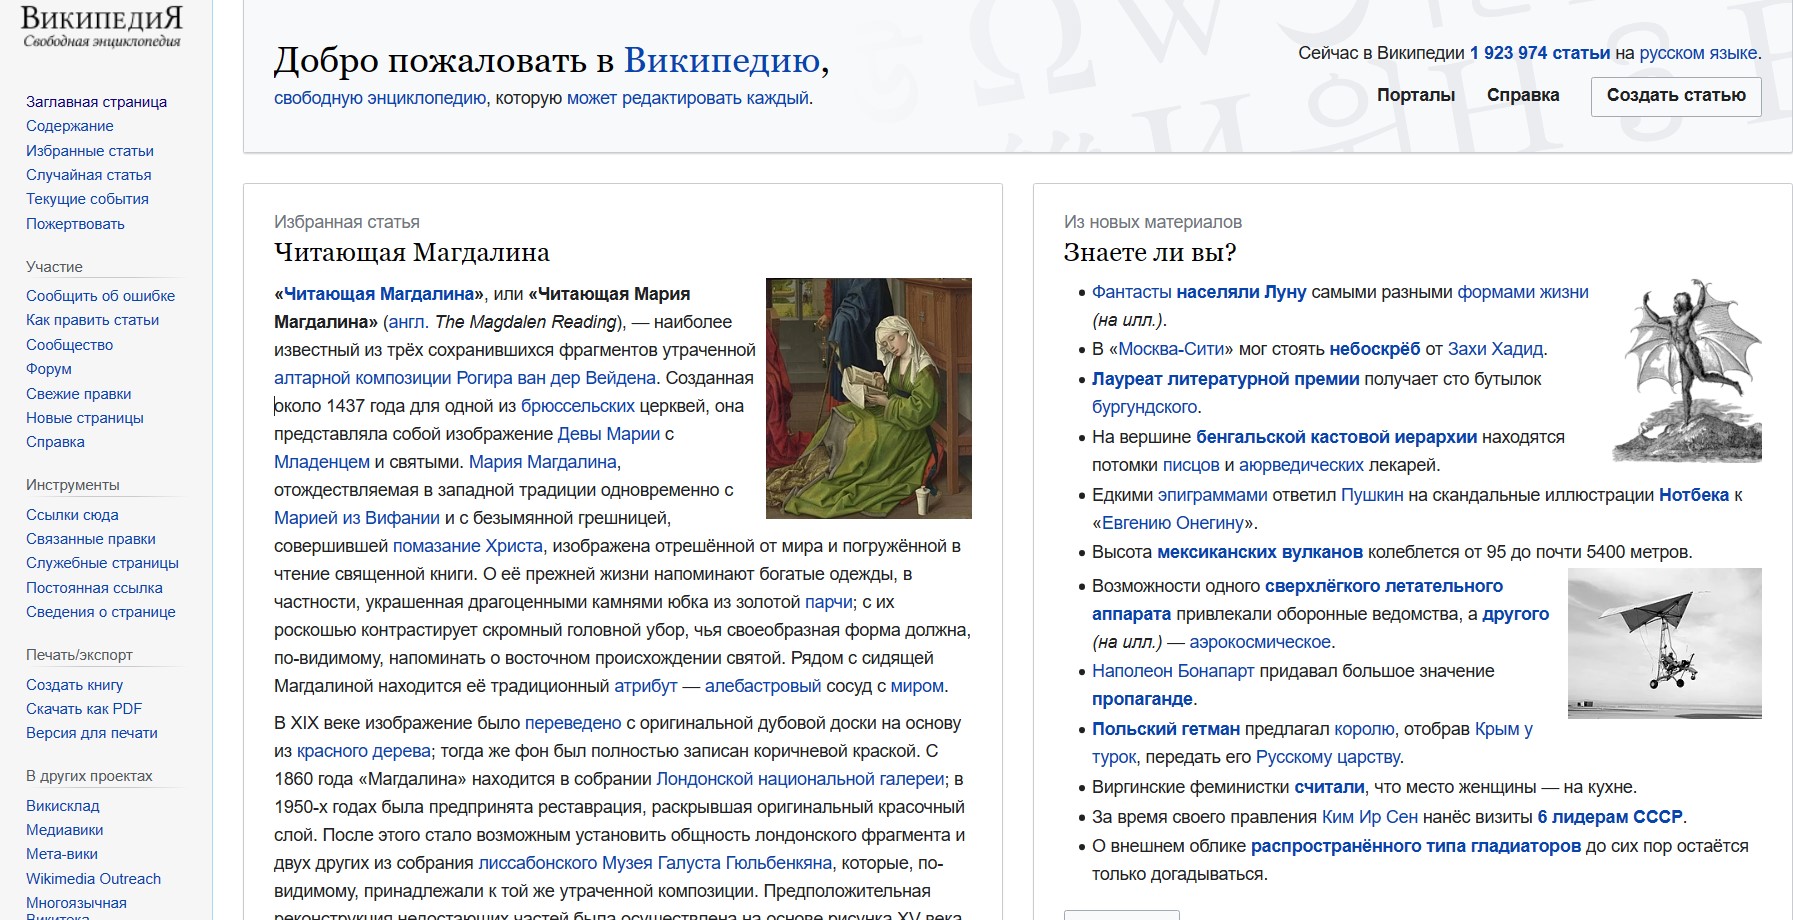 ВикипедиЯ
Свободная энциклопедия
Заглавная страница
Содержание
Избранные статьи
Случайная статья
Текущие события
Пожертвовать
Участие
Сообщить об ошибке
Как править статьи
Сообщество
Форум
Свежие правки
Новые страницы
Справка
Инструменты
Ссылки сюда
Связанные правки
Служебные страницы
Постоянная ссылка
Сведения о странице
Печать/экспорт
Создать книгу
Скачать как PDF
Версия для печати
В других проектах
Викисклад
Медиавики
Мета-вики
Wikimedia Outreach
Многоязычная
Викитека
Добро пожаловать в Википедию,
свободную энциклопедию, которую может редактировать каждый.
Сейчас в Википедии 1 923 974 статьи на русском языке.
Порталы Справка Создать статью
Избранная статья
Читающая Магдалина
«Читающая Магдалина», или «Читающая Мария
Магдалина» (англ. The Magdalen Reading), — наиболее
известный из трёх сохранившихся фрагментов утраченной
алтарной композиции Рогира ван дер Вейдена. Созданная
около 1437 года для одной из брюссельских церквей, она
представляла собой изображение Девы Марии с
Младенцем и святыми. Мария Магдалина,
отождествляемая в западной традиции одновременно с
Марией из Вифании и с безымянной грешницей,
совершившей помазание Христа, изображена отрешённой от мира и погружённой в
чтение священной книги. О её прежней жизни напоминают богатые одежды, в
частности, украшенная драгоценными камнями юбка из золотой парчи; с их
роскошью контрастирует скромный головной убор, чья своеобразная форма должна,
по-видимому, напоминать о восточном происхождении святой. Рядом с сидящей
Магдалиной находится её традиционный атрибут — алебастровый сосуд с миром.
В XIX веке изображение было переведено с оригинальной дубовой доски на основу
из красного дерева; тогда же фон был полностью записан коричневой краской. С
1860 года «Магдалина» находится в собрании Лондонской национальной галереи; в
1950-х годах была предпринята реставрация, раскрывшая оригинальный красочный
слой. После этого стало возможным установить общность лондонского фрагмента и
двух других из собрания лиссабонского Музея Галуста Гюльбенкяна, которые, по-
видимому, принадлежали к той же утраченной композиции. Предположительная
реконструкция недостающих частей была осуществлена на основе рисунка XV века,
Из новых материалов
Знаете ли вы?
Фантасты населяли Луну самыми разными формами жизни
(на илл.).
В «Москва-Сити» мог стоять небоскрёб от Захи Хадид.
Лауреат литературной премии получает сто бутылок
бургундского.
На вершине бенгальской кастовой иерархии находятся
потомки писцов и аюрведических лекарей.
Едкими эпиграммами ответил Пушкин на скандальные иллюстрации Нотбека к
«Евгению Онегину».
Высота мексиканских вулканов колеблется от 95 до почти 5400 метров.
Возможности одного сверхлёгкого летательного
аппарата привлекали оборонные ведомства, а другого
(на илл.) — аэрокосмическое.
Наполеон Бонапарт придавал большое значение
пропаганде.
Польский гетман предлагал королю, отобрав Крым у
турок, передать его Русскому царству.
Виргинские феминистки считали, что место женщины — на кухне.
За время своего правления Ким Ир Сен нанёс визиты 6 лидерам СССР.
О внешнем облике распространённого типа гладиаторов до сих пор остаётся
только догадываться.